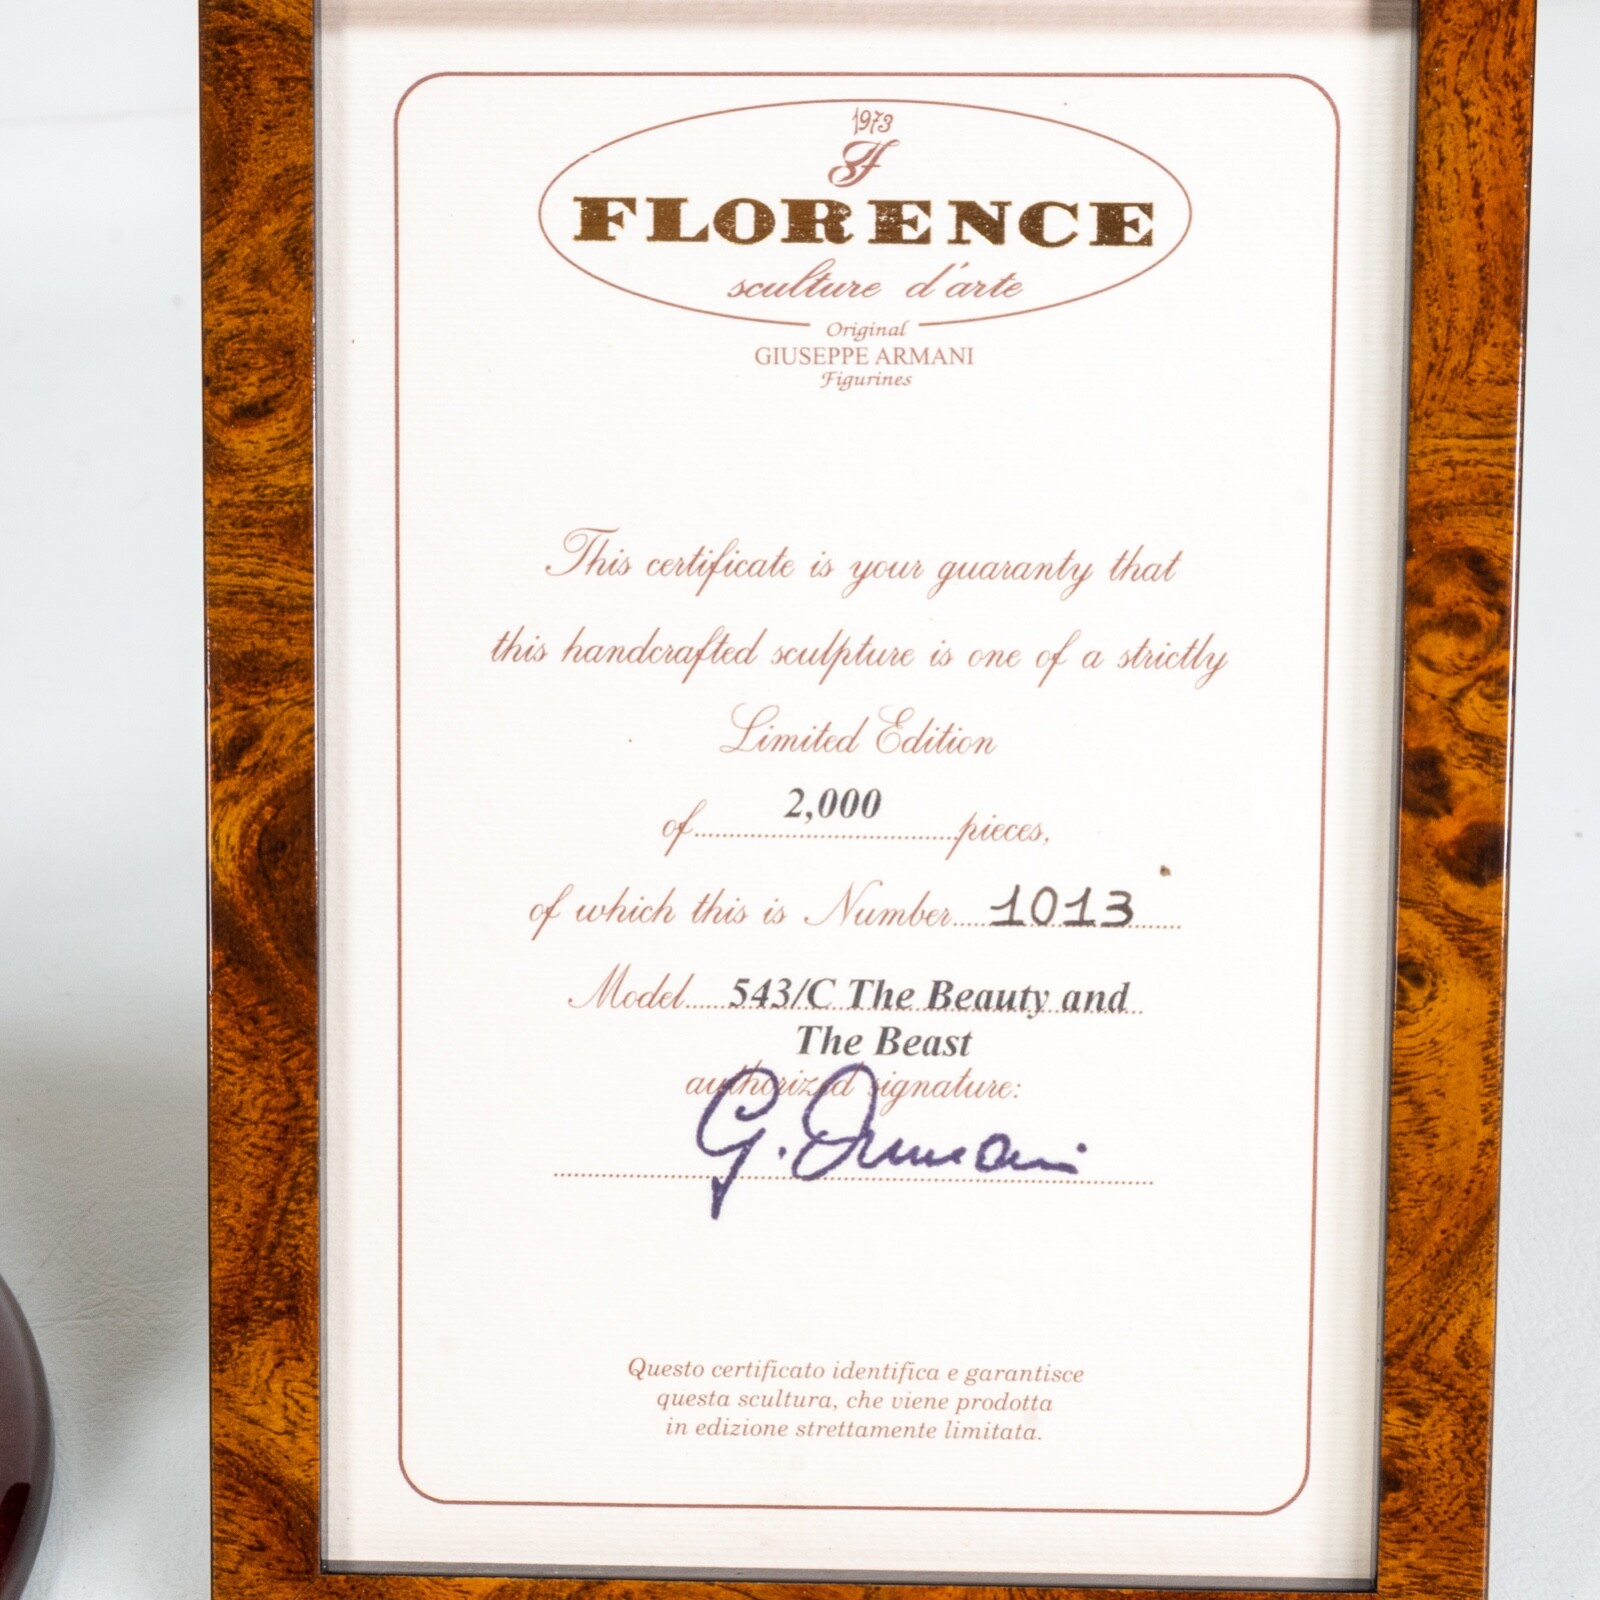 1973
FLORENCE
sculture d'arte
Original
GIUSEPPE ARMANI
Figurines
This certificate is your guaranty that
this handcrafted sculpture is one of a strictly
Limited Edition
of 2,000 pieces,
of which this is Number 1013
Model 543/C The Beauty and
The Beast
authorized signature:
G. Armani
Questo certificato identifica e garantisce
questa scultura, che viene prodotta
in edizione strettamente limitata.